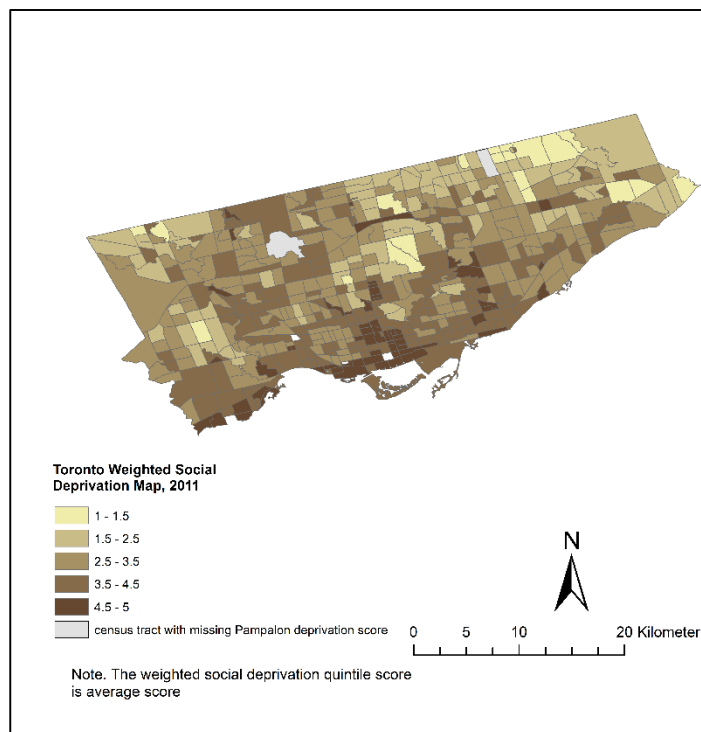 Toronto Weighted Social
Deprivation Map, 2011
1 - 1.5
1.5 - 2.5
2.5 - 3.5
3.5 - 4.5
4.5 - 5
census tract with missing Pampalon deprivation score
N
0 5 10 20 Kilometer
Note. The weighted social deprivation quintile score
is average score